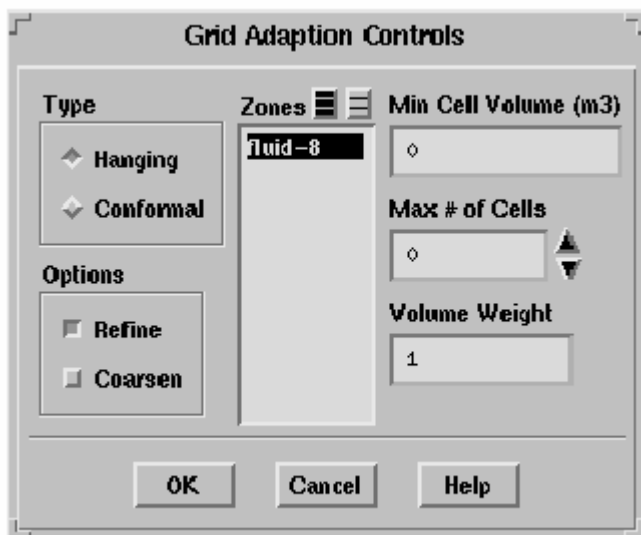 Grid Adaption Controls
Type
Hanging
Conformal
Options
Refine
Coarsen
Zones
fluid-8
Min Cell Volume (m3)
0
Max # of Cells
0
Volume Weight
1
OK
Cancel
Help